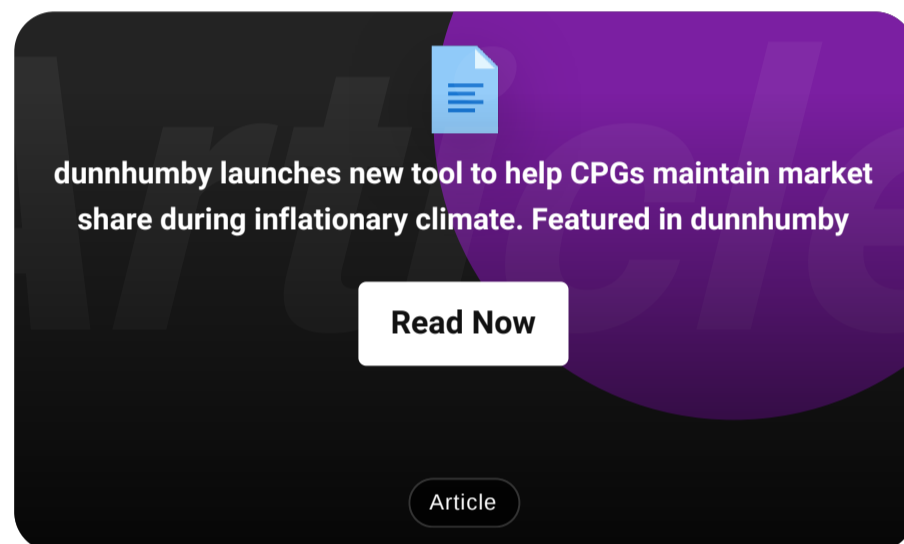 Article
dunnhumby launches new tool to help CPGs maintain market
share during inflationary climate. Featured in dunnhumby
Read Now
Article